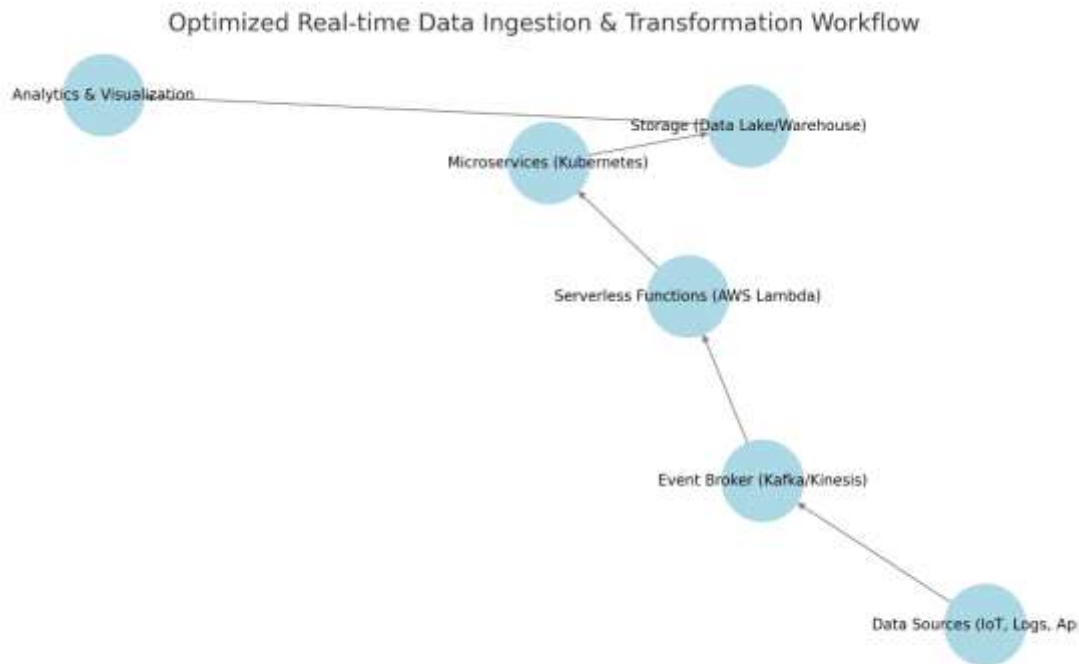 Optimized Real-time Data Ingestion & Transformation Workflow
Analytics & Visualization
Storage (Data Lake/Warehouse)
Microservices (Kubernetes)
Serverless Functions (AWS Lambda)
Event Broker (Kafka/Kinesis)
Data Sources (IoT, Logs, Ap